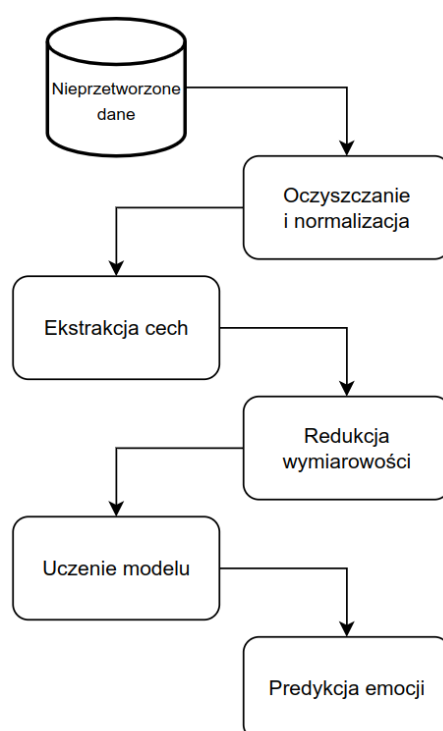 Nieprzetworzone
dane
Oczyszczanie
i normalizacja
Ekstrakcja cech
Redukcja
wymiarowości
Uczenie modelu
Predykcja emocji